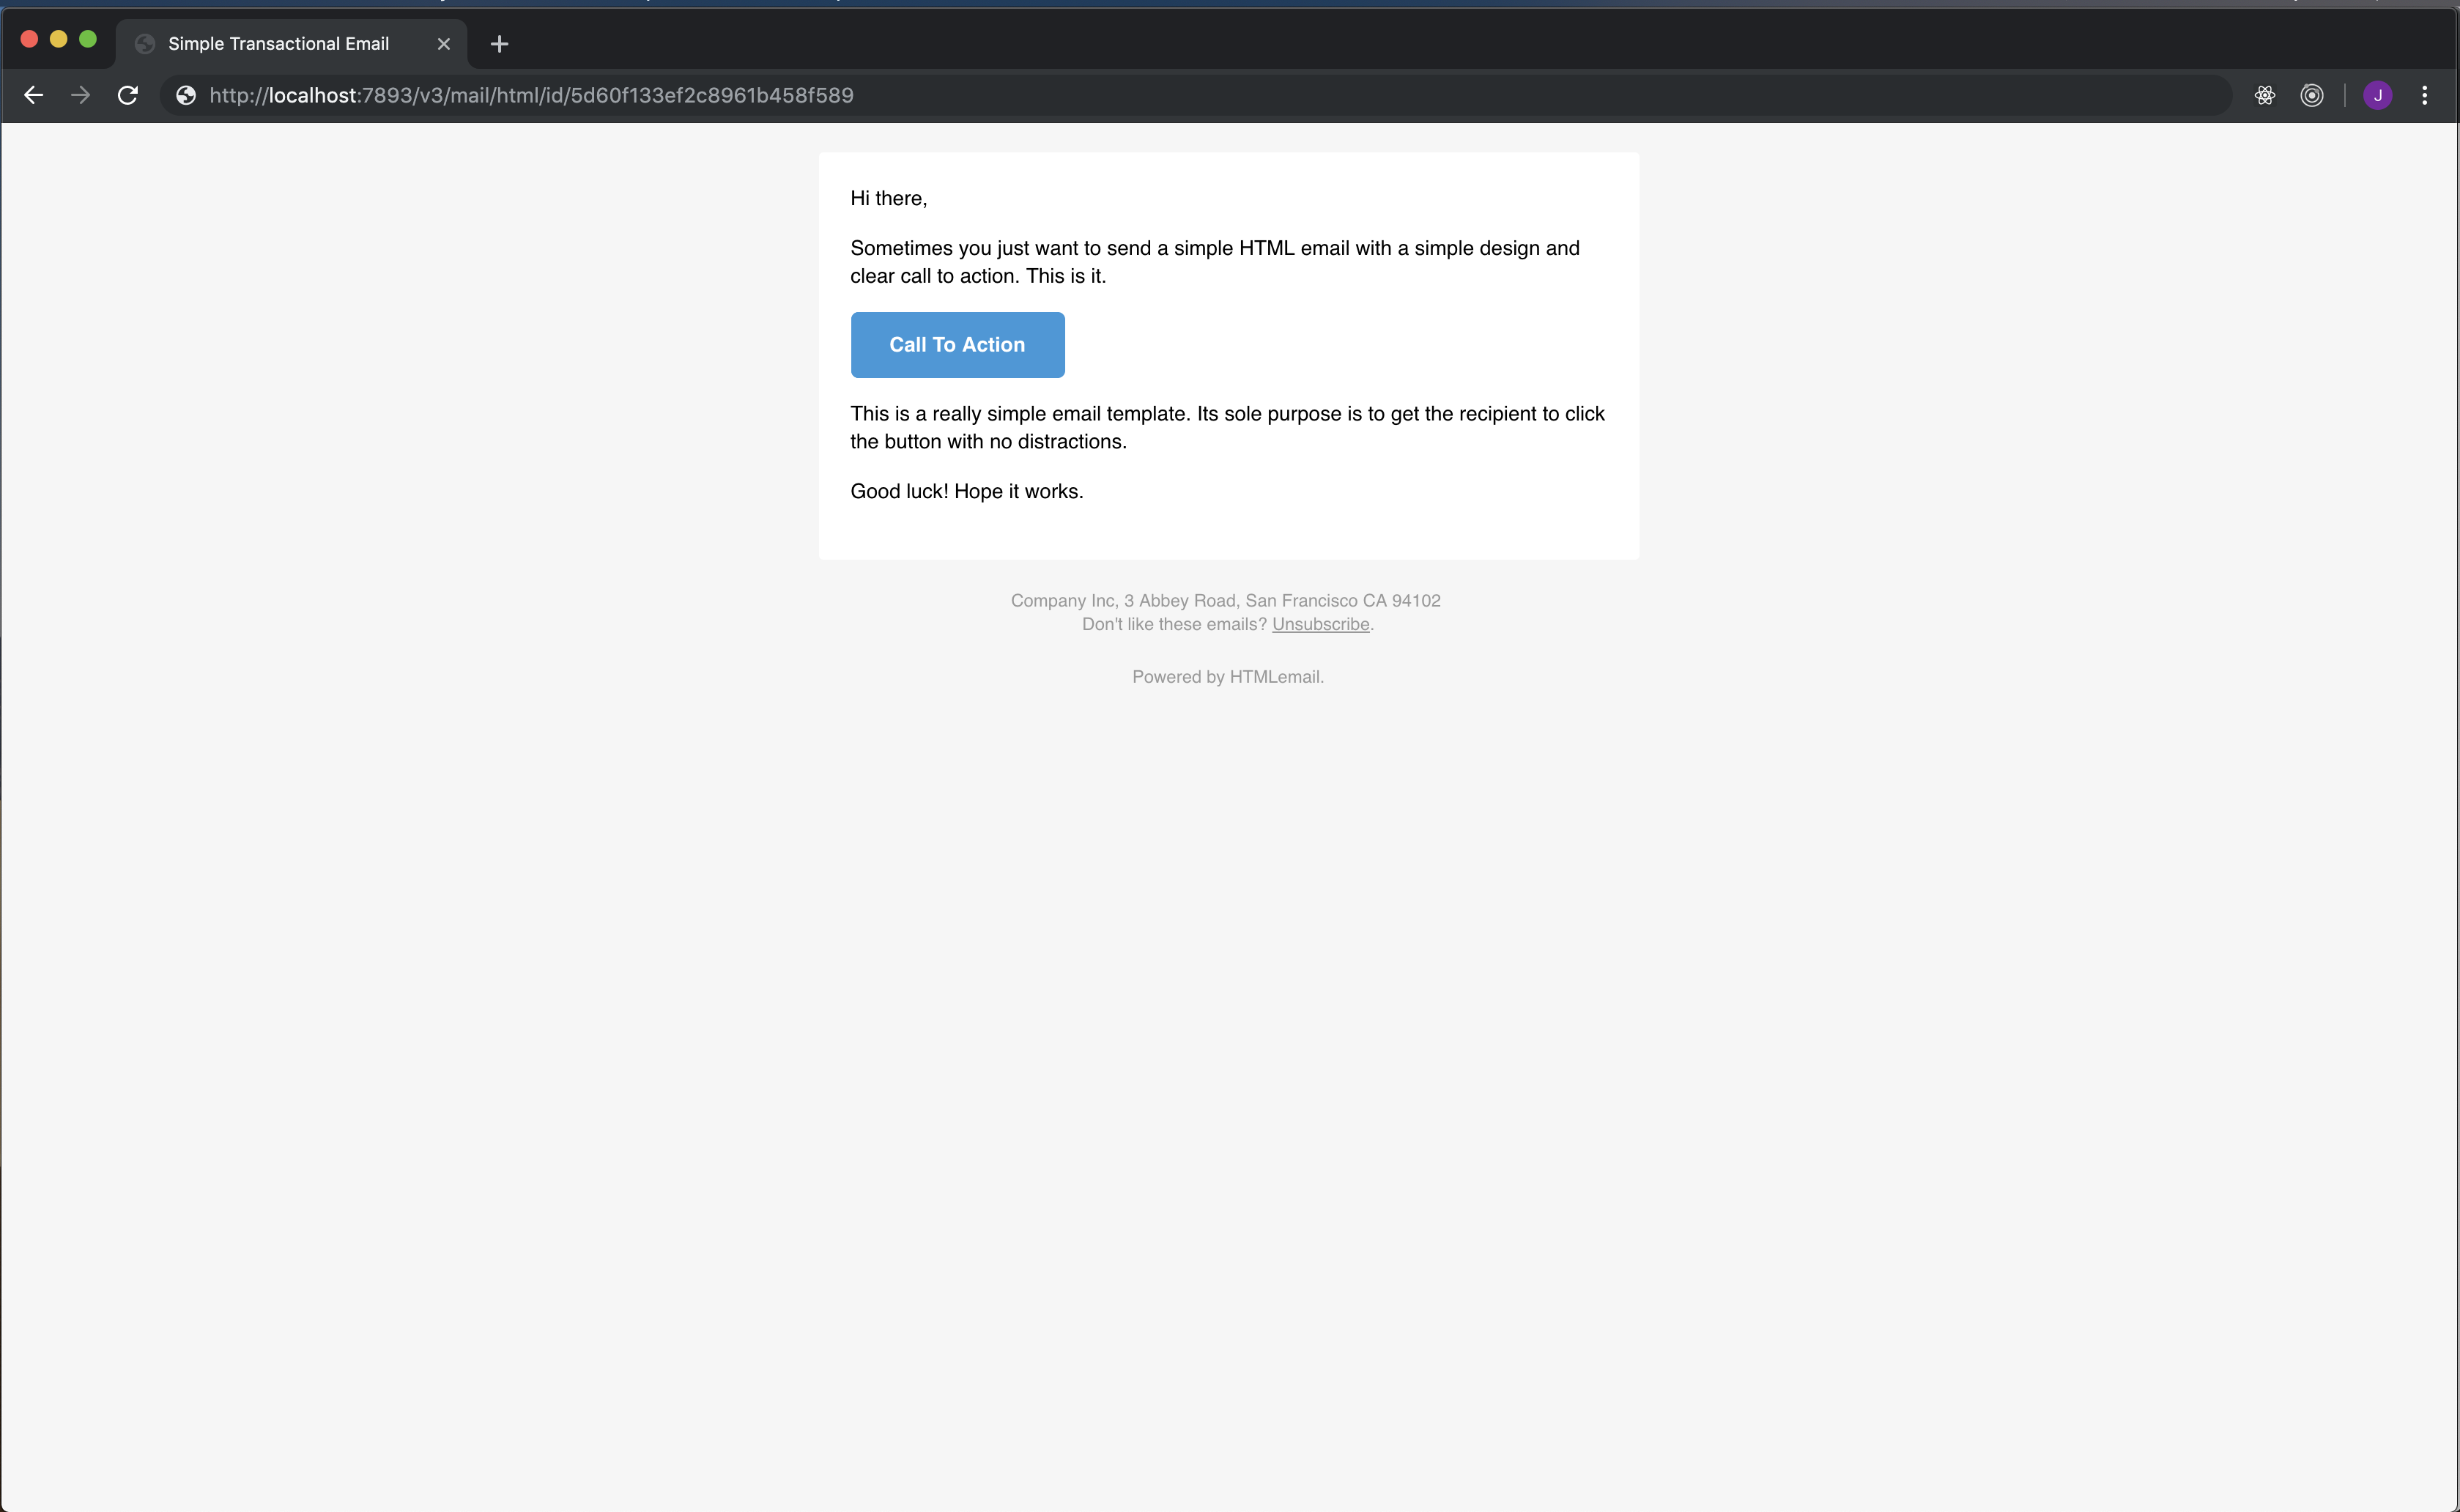 Simple Transactional Email
http://localhost:7893/v3/mail/html/id/5d60f133ef2c8961b458f589
J
Hi there,
Sometimes you just want to send a simple HTML email with a simple design and
clear call to action. This is it.
Call To Action
This is a really simple email template. Its sole purpose is to get the recipient to click
the button with no distractions.
Good luck! Hope it works.
Company Inc, 3 Abbey Road, San Francisco CA 94102
Don't like these emails? Unsubscribe.
Powered by HTMLemail.